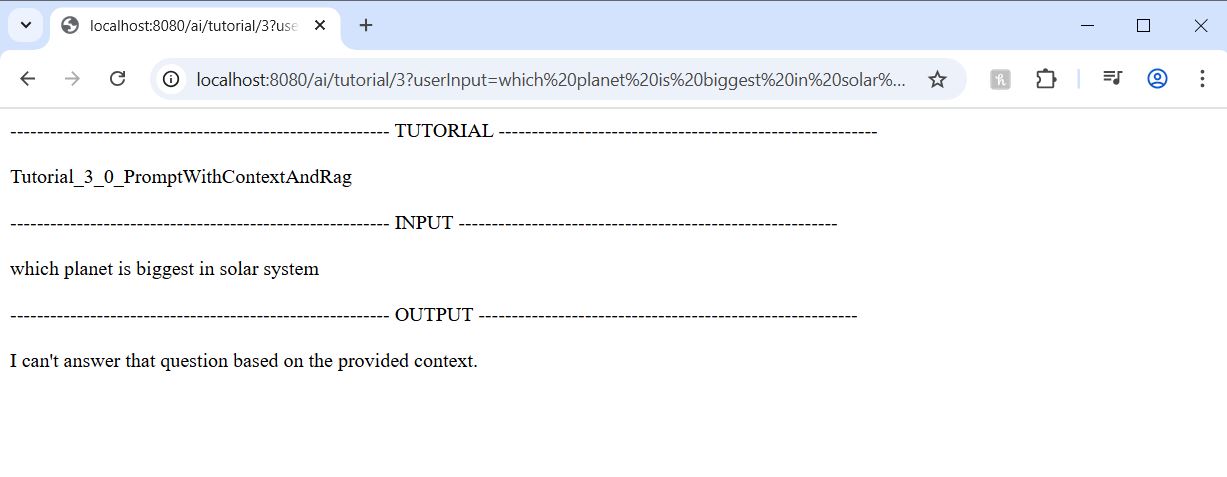 localhost:8080/ai/tutorial/3?use
localhost:8080/ai/tutorial/3?userInput=which%20planet%20is%20biggest%20in%20solar%...
--------------------------------------------------------- TUTORIAL ---------------------------------------------------------
Tutorial_3_0_PromptWithContextAndRag
--------------------------------------------------------- INPUT ---------------------------------------------------------
which planet is biggest in solar system
--------------------------------------------------------- OUTPUT ---------------------------------------------------------
I can't answer that question based on the provided context.